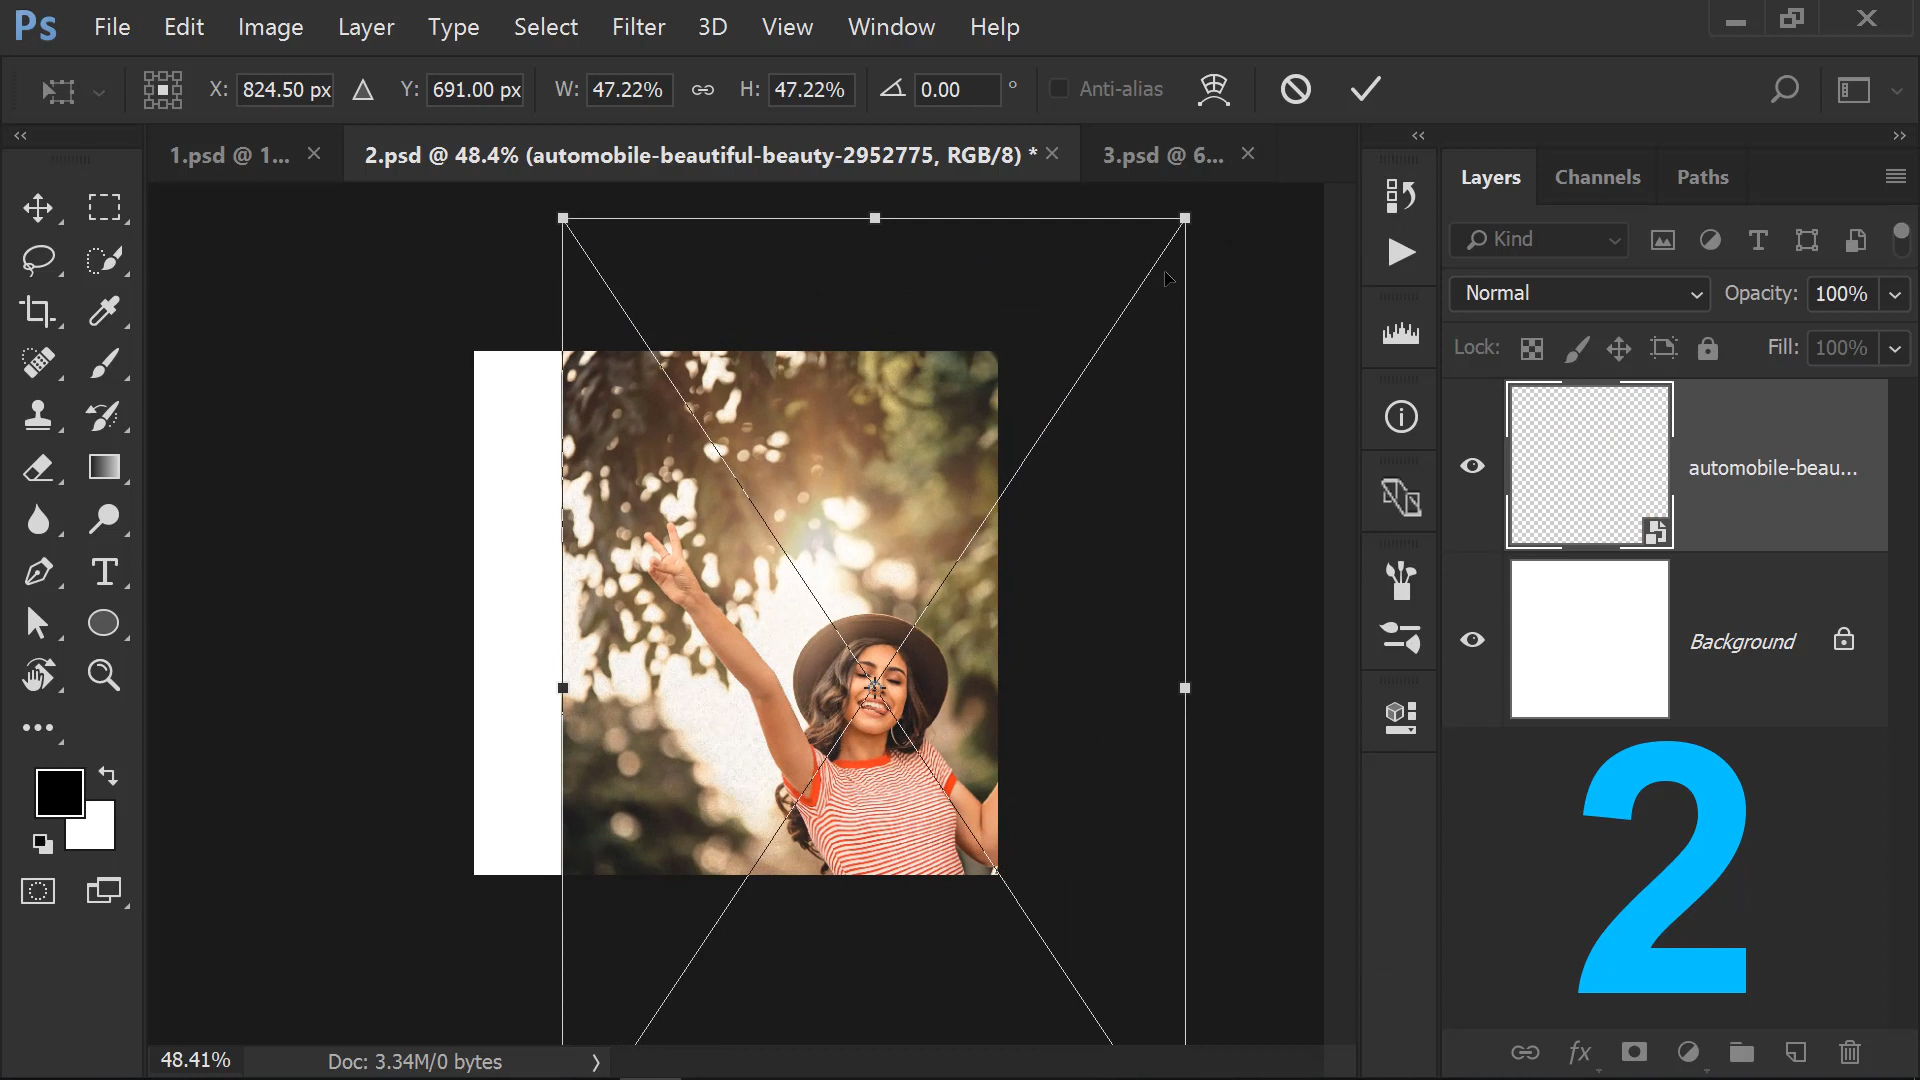 Ps File Edit Image Layer Type Select Filter 3D View Window Help
X: 824.50 px Y: 691.00 px W: 47.22% H: 47.22% 0.00 ° Anti-alias
1.psd @ 1... × 2.psd @ 48.4% (automobile-beautiful-beauty-2952775, RGB/8) * × 3.psd @ 6... ×
Layers Channels Paths
Kind
Normal Opacity: 100%
Lock: Fill: 100%
automobile-beau...
Background
2
fx
48.41% Doc: 3.34M/0 bytes